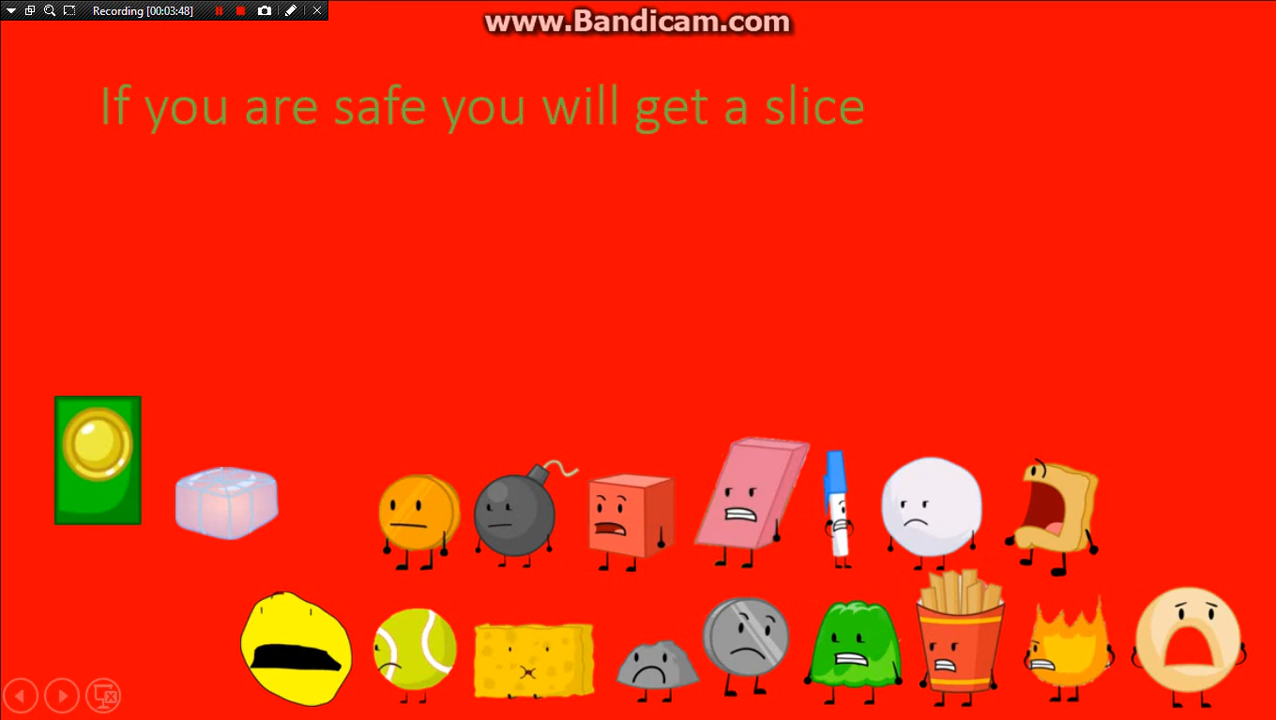 Recording [00:03:48]
www.Bandicam.com
If you are safe you will get a slice